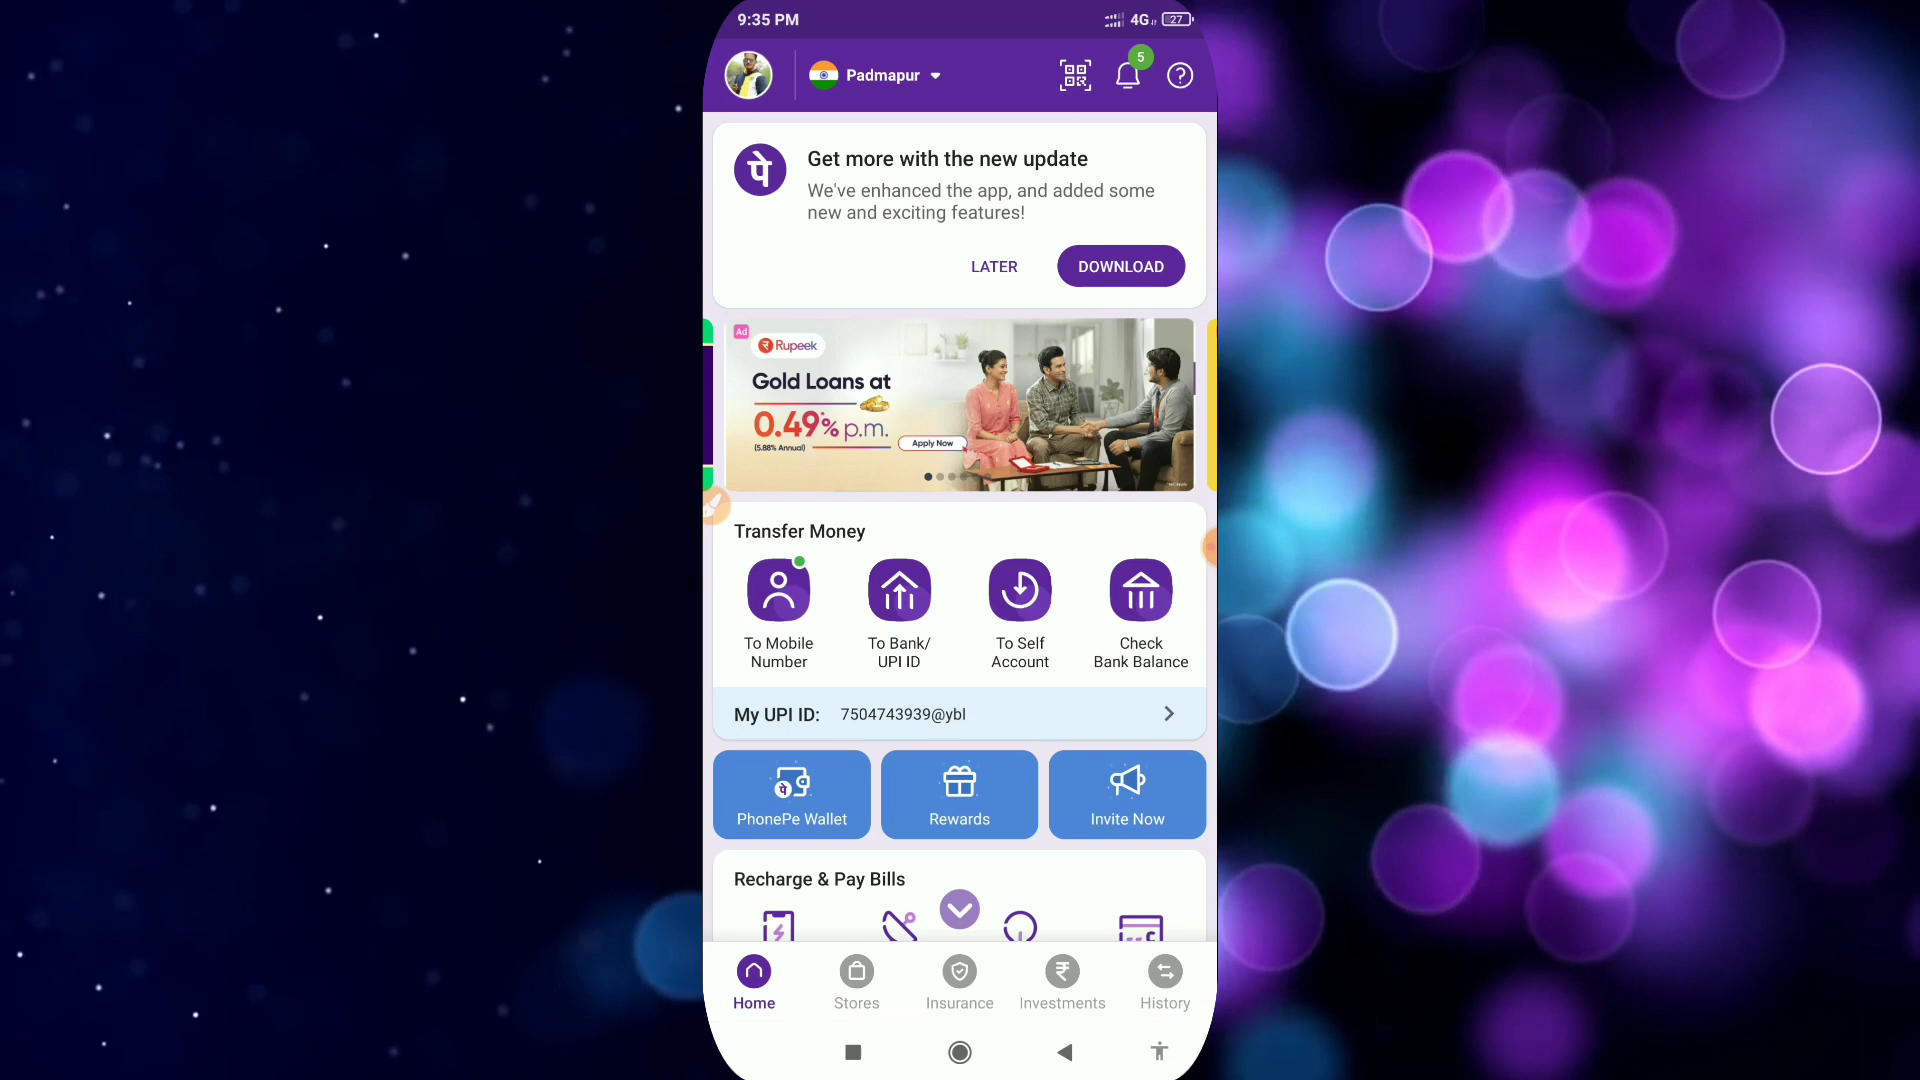 9:35 PM
4G
27
Padmapur
5
पे
Get more with the new update
We've enhanced the app, and added some
new and exciting features!
LATER
DOWNLOAD
Ad
Rupeek
Gold Loans at
0.49% p.m.
(5.88% Annual)
Apply Now
Transfer Money
To Mobile
Number
To Bank/
UPI ID
To Self
Account
Check
Bank Balance
My UPI ID: 7504743939@ybl
पे
PhonePe Wallet
Rewards
Invite Now
Recharge & Pay Bills
Home
Stores
Insurance
Investments
History